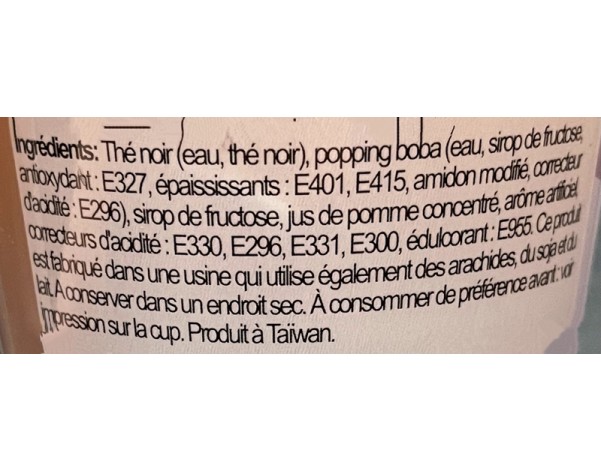 Ingrédients: Thé noir (eau, thé noir), popping boba (eau, sirop de fructose,
antioxydant : E327, épaississants : E401, E415, amidon modifié, correcteur
d'acidité : E296), sirop de fructose, jus de pomme concentré, arôme artificiel,
correcteurs d'acidité : E330, E296, E331, E300, édulcorant : E955. Ce produit
est fabriqué dans une usine qui utilise également des arachides, du soja et du
lait. A conserver dans un endroit sec. À consommer de préférence avant : voir
impression sur la cup. Produit à Taïwan.